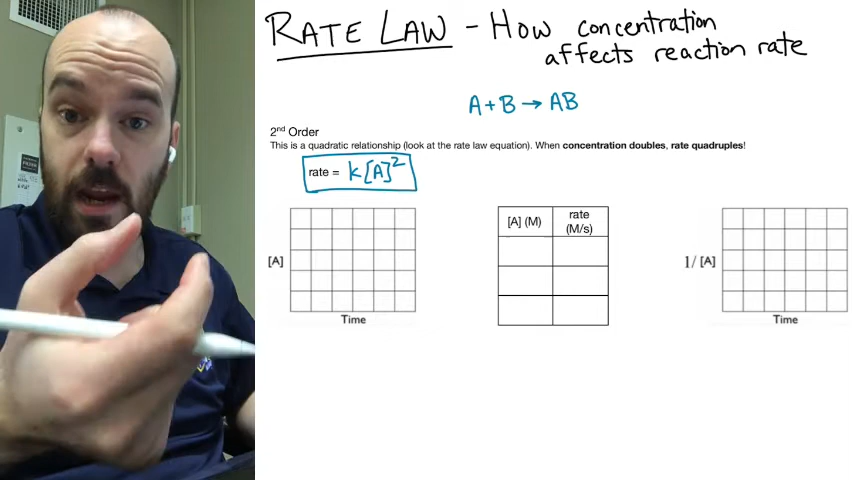 RATE LAW - HOW concentration
affects reaction rate
A + B → AB
2nd Order
This is a quadratic relationship (look at the rate law equation). When concentration doubles, rate quadruples!
rate = k[A]²
[A]
Time
[A] (M)
rate
(M/s)
1/ [A]
Time